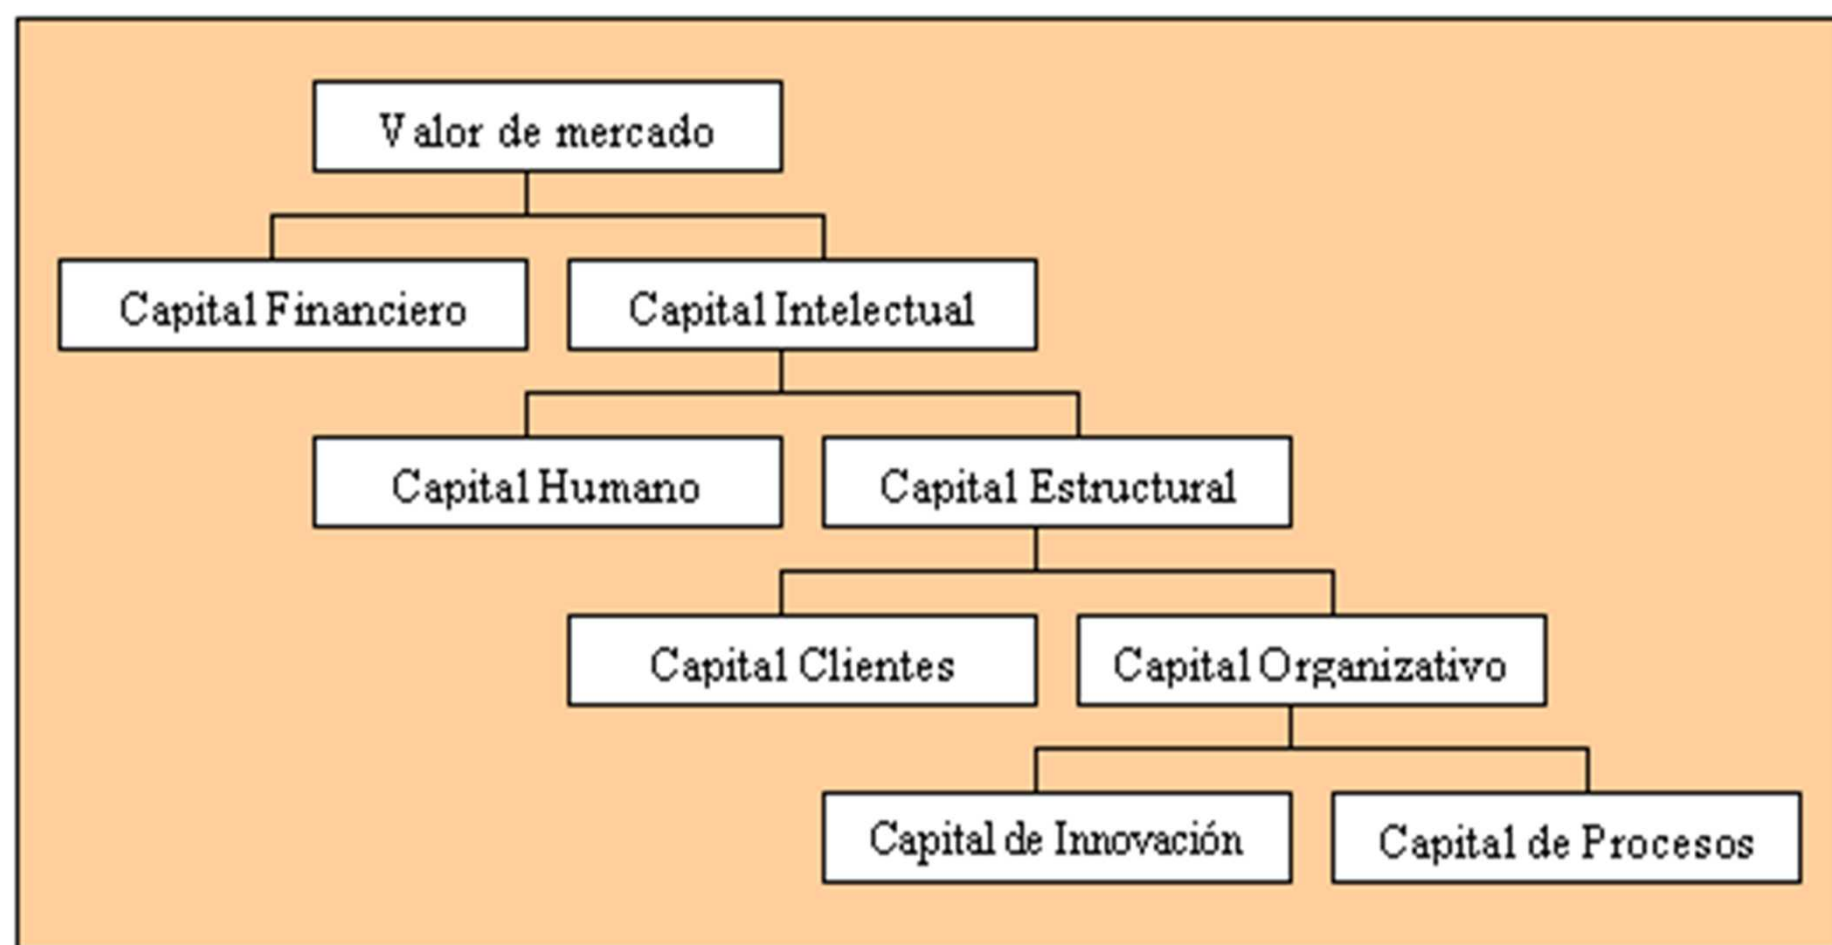 Valor de mercado
Capital Financiero
Capital Intelectual
Capital Humano
Capital Estructural
Capital Clientes
Capital Organizativo
Capital de Innovación
Capital de Procesos